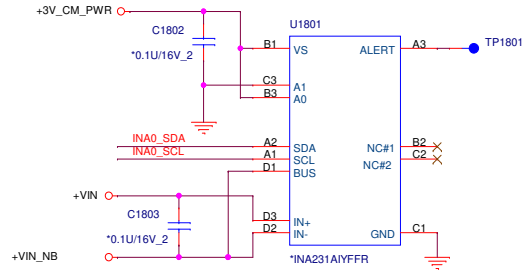 +3V_CM_PWR
C1802
*0.1U/16V_2
U1801
B1 VS
ALERT A3
TP1801
C3 A1
B3 A0
INA0_SDA A2 SDA
INA0_SCL A1 SCL
D1 BUS
NC#1 B2
NC#2 C2
+VIN
C1803
*0.1U/16V_2
D3 IN+
D2 IN-
GND C1
+VIN_NB
*INA231AIYFFR